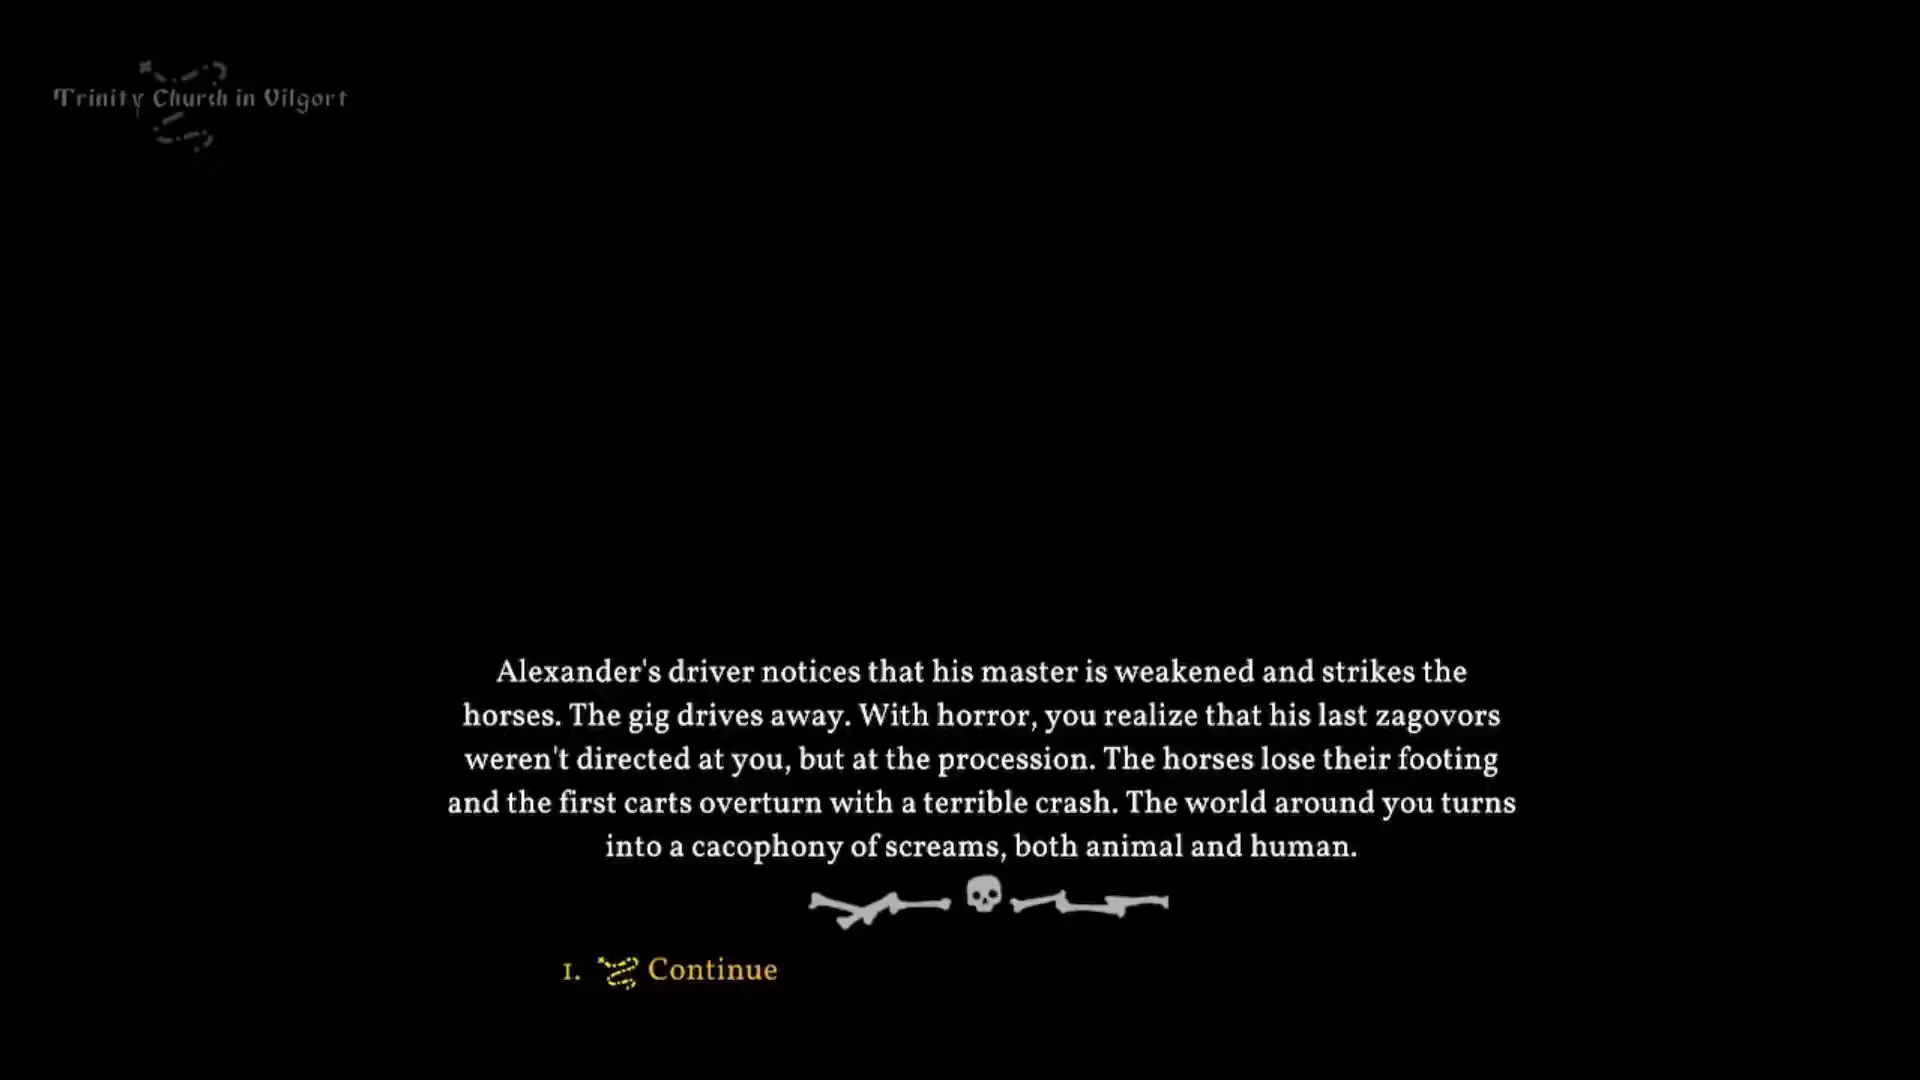 Trinity Church in Vilgort
Alexander's driver notices that his master is weakened and strikes the
horses. The gig drives away. With horror, you realize that his last zagovors
weren't directed at you, but at the procession. The horses lose their footing
and the first carts overturn with a terrible crash. The world around you turns
into a cacophony of screams, both animal and human.
1. Continue